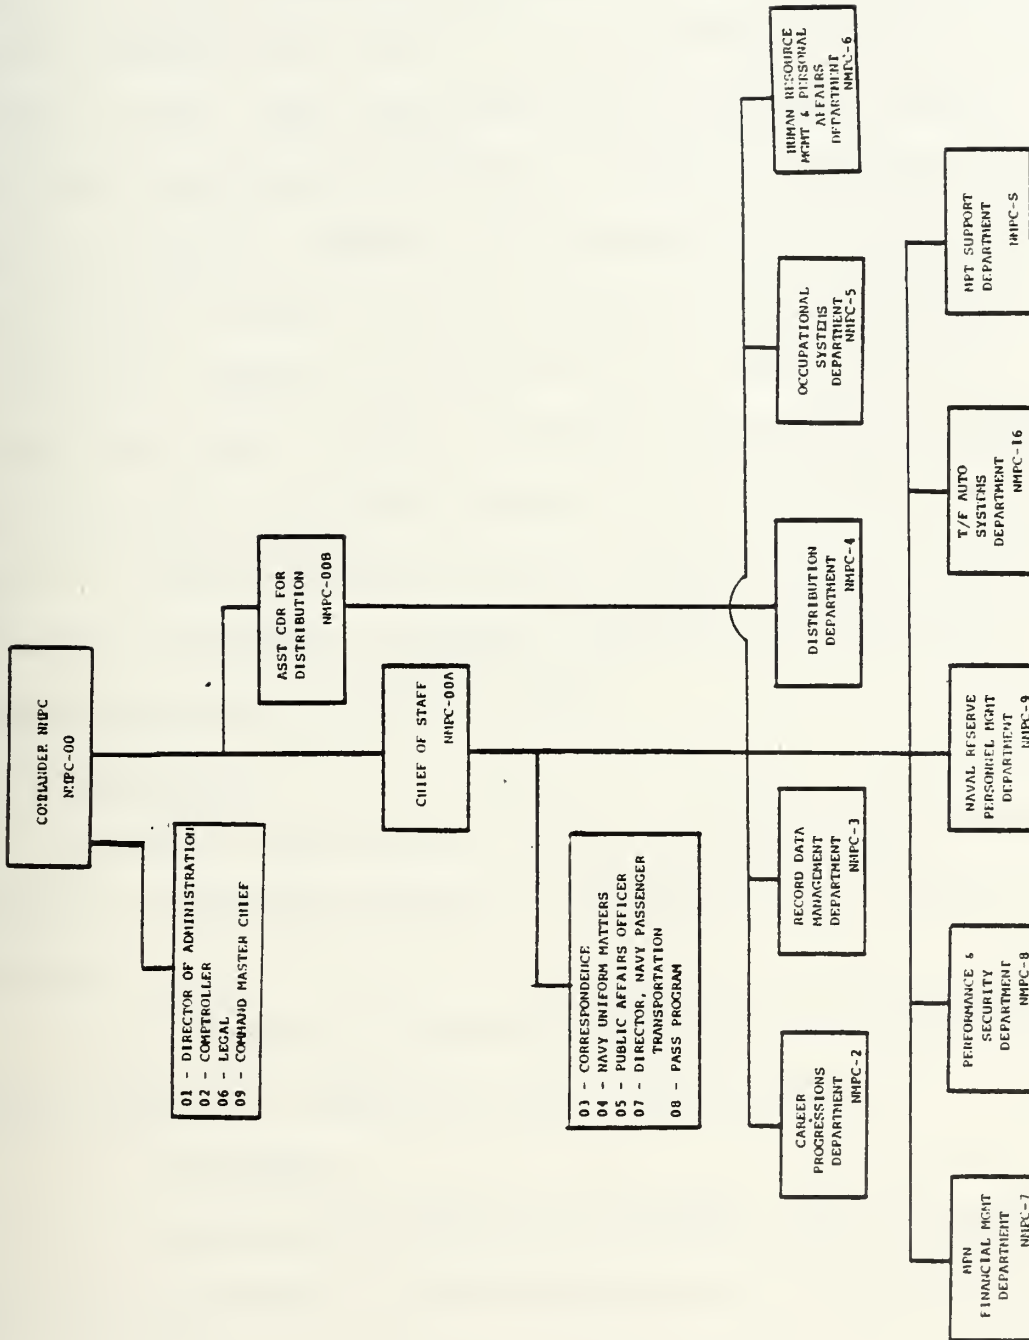 COMMANDER NMPC
NMPC-00
01 - DIRECTOR OF ADMINISTRATION
02 - COMPTROLLER
06 - LEGAL
09 - COMMAND MASTER CHIEF
ASST CDR FOR
DISTRIBUTION
NMPC-00B
CHIEF OF STAFF
NMPC-00A
03 - CORRESPONDENCE
04 - NAVY UNIFORM MATTERS
05 - PUBLIC AFFAIRS OFFICER
07 - DIRECTOR, NAVY PASSENGER
TRANSPORTATION
08 - PASS PROGRAM
CAREER
PROGRESSIONS
DEPARTMENT
NMPC-2
RECORD DATA
MANAGEMENT
DEPARTMENT
NMPC-3
DISTRIBUTION
DEPARTMENT
NMPC-4
OCCUPATIONAL
SYSTEMS
DEPARTMENT
NMPC-5
HUMAN RESOURCE
MGMT & PERSONAL
AFFAIRS
DEPARTMENT
NMPC-6
MPN
FINANCIAL MGMT
DEPARTMENT
NMPC-7
PERFORMANCE &
SECURITY
DEPARTMENT
NMPC-8
NAVAL RESERVE
PERSONNEL MGMT
DEPARTMENT
NMPC-9
T/F AUTO
SYSTEMS
DEPARTMENT
NMPC-16
MPT SUPPORT
DEPARTMENT
NMPC-S